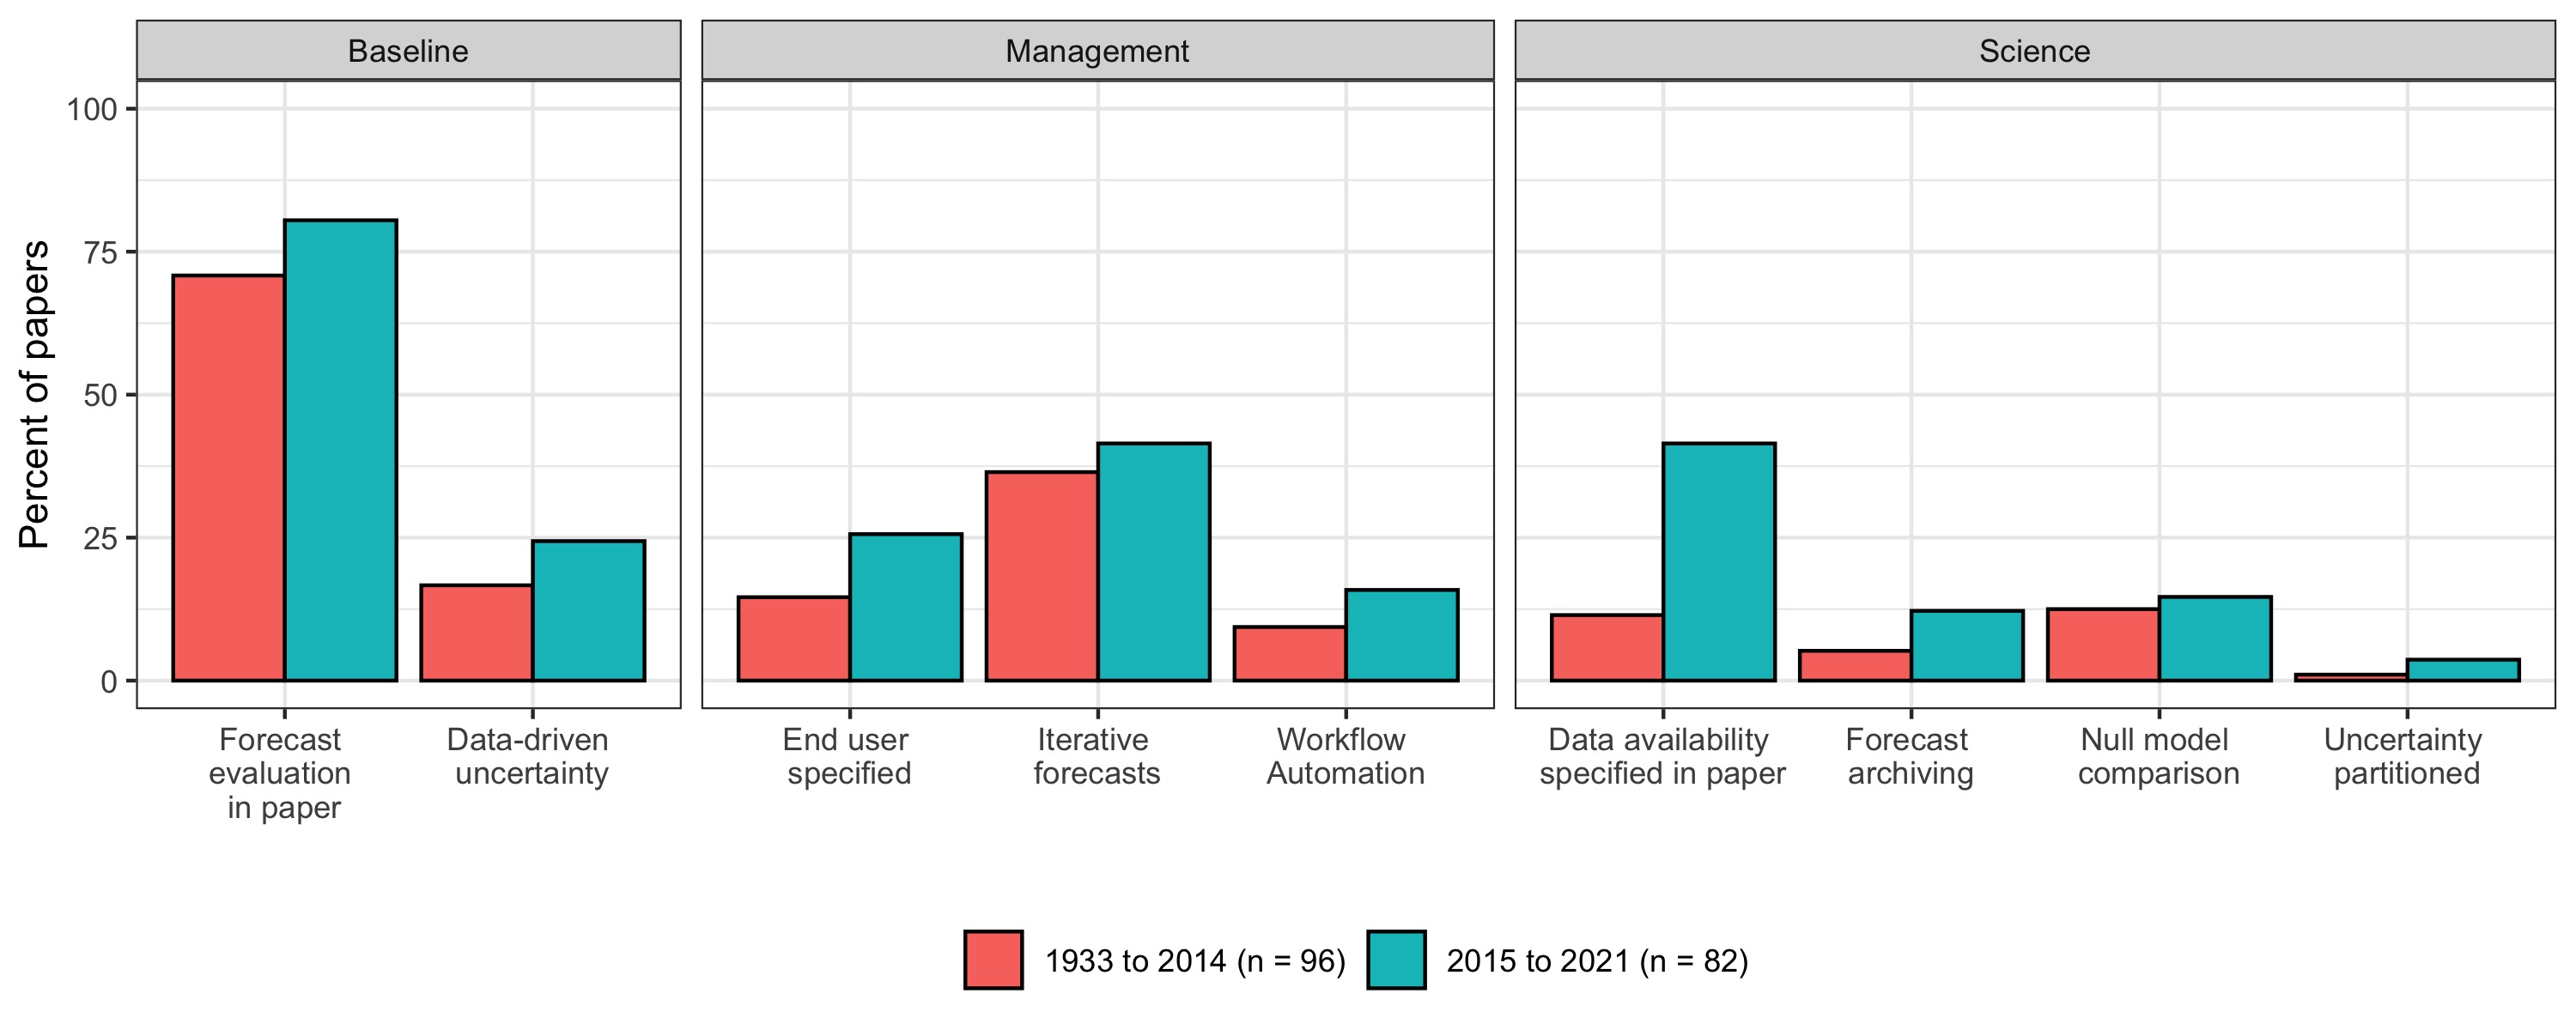 Baseline
Management
Science
Percent of papers
100
75
50
25
0
Forecast
evaluation
in paper
Data-driven
uncertainty
End user
specified
Iterative
forecasts
Workflow
Automation
Data availability
specified in paper
Forecast
archiving
Null model
comparison
Uncertainty
partitioned
1933 to 2014 (n = 96)
2015 to 2021 (n = 82)